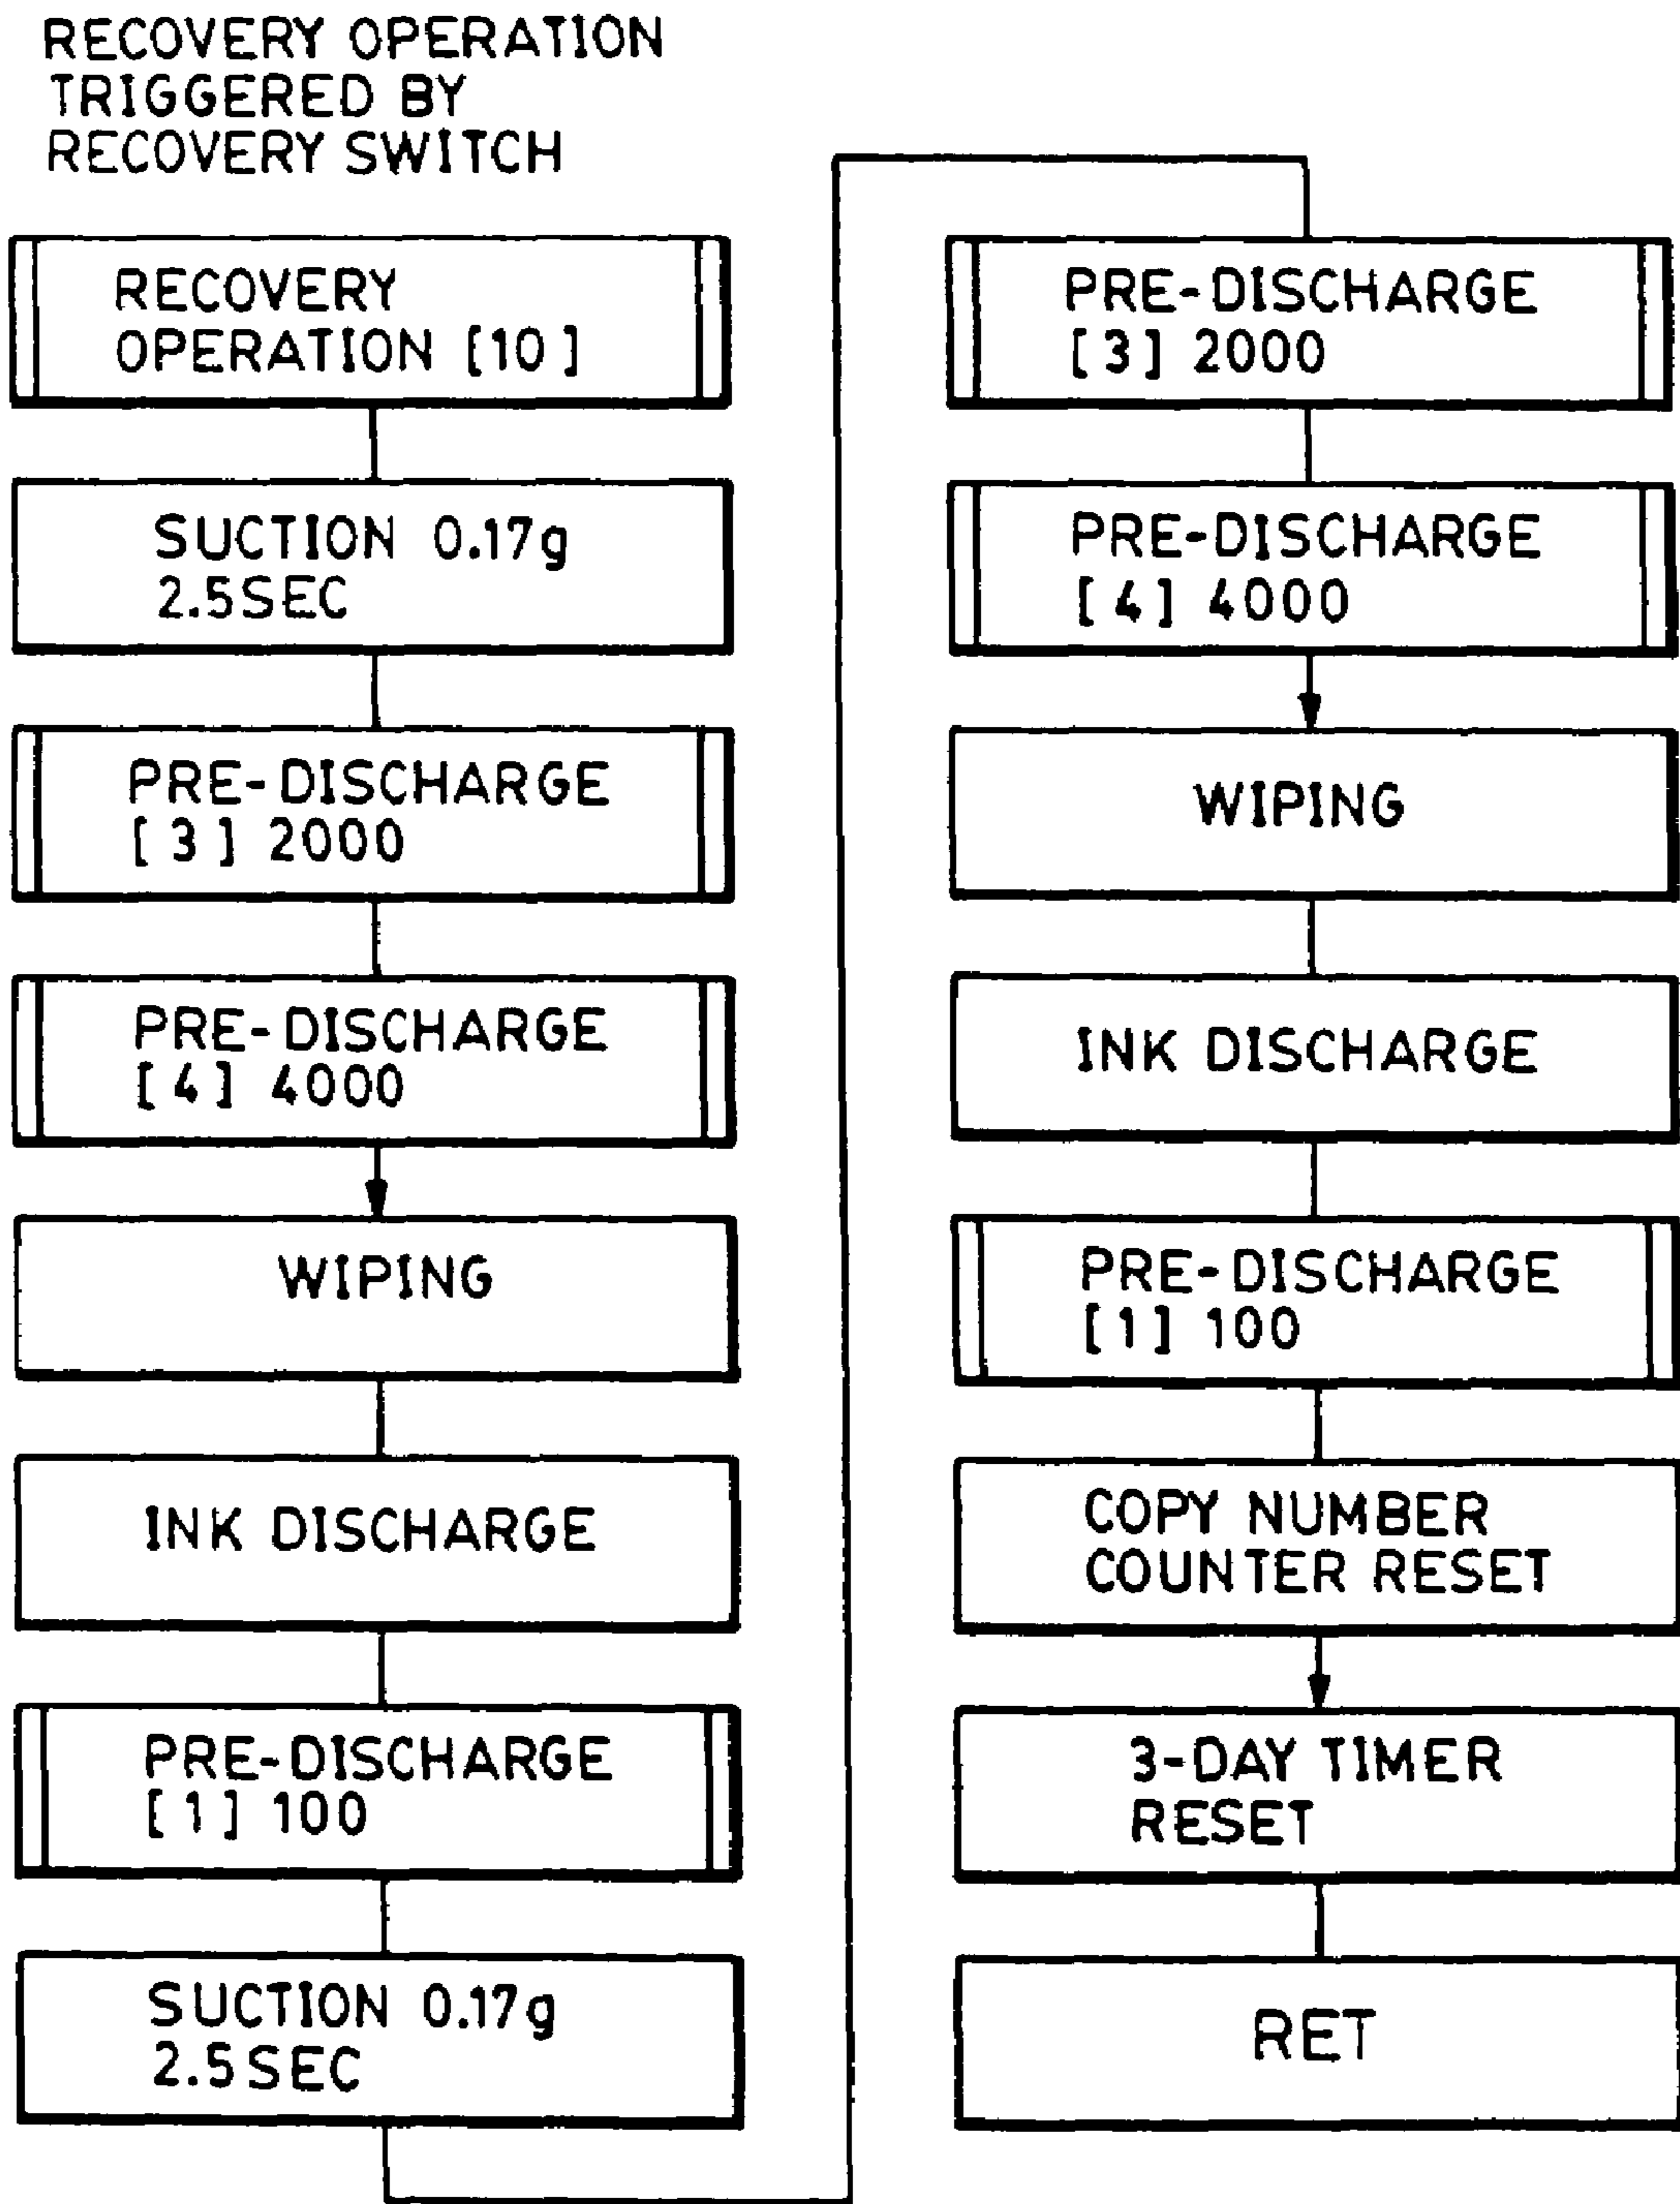 RECOVERY OPERATION
TRIGGERED BY
RECOVERY SWITCH
RECOVERY
OPERATION [10]
SUCTION 0.17g
2.5SEC
PRE-DISCHARGE
[3] 2000
PRE-DISCHARGE
[4] 4000
WIPING
INK DISCHARGE
PRE-DISCHARGE
[1] 100
SUCTION 0.17g
2.5SEC
PRE-DISCHARGE
[3] 2000
PRE-DISCHARGE
[4] 4000
WIPING
INK DISCHARGE
PRE-DISCHARGE
[1] 100
COPY NUMBER
COUNTER RESET
3-DAY TIMER
RESET
RET